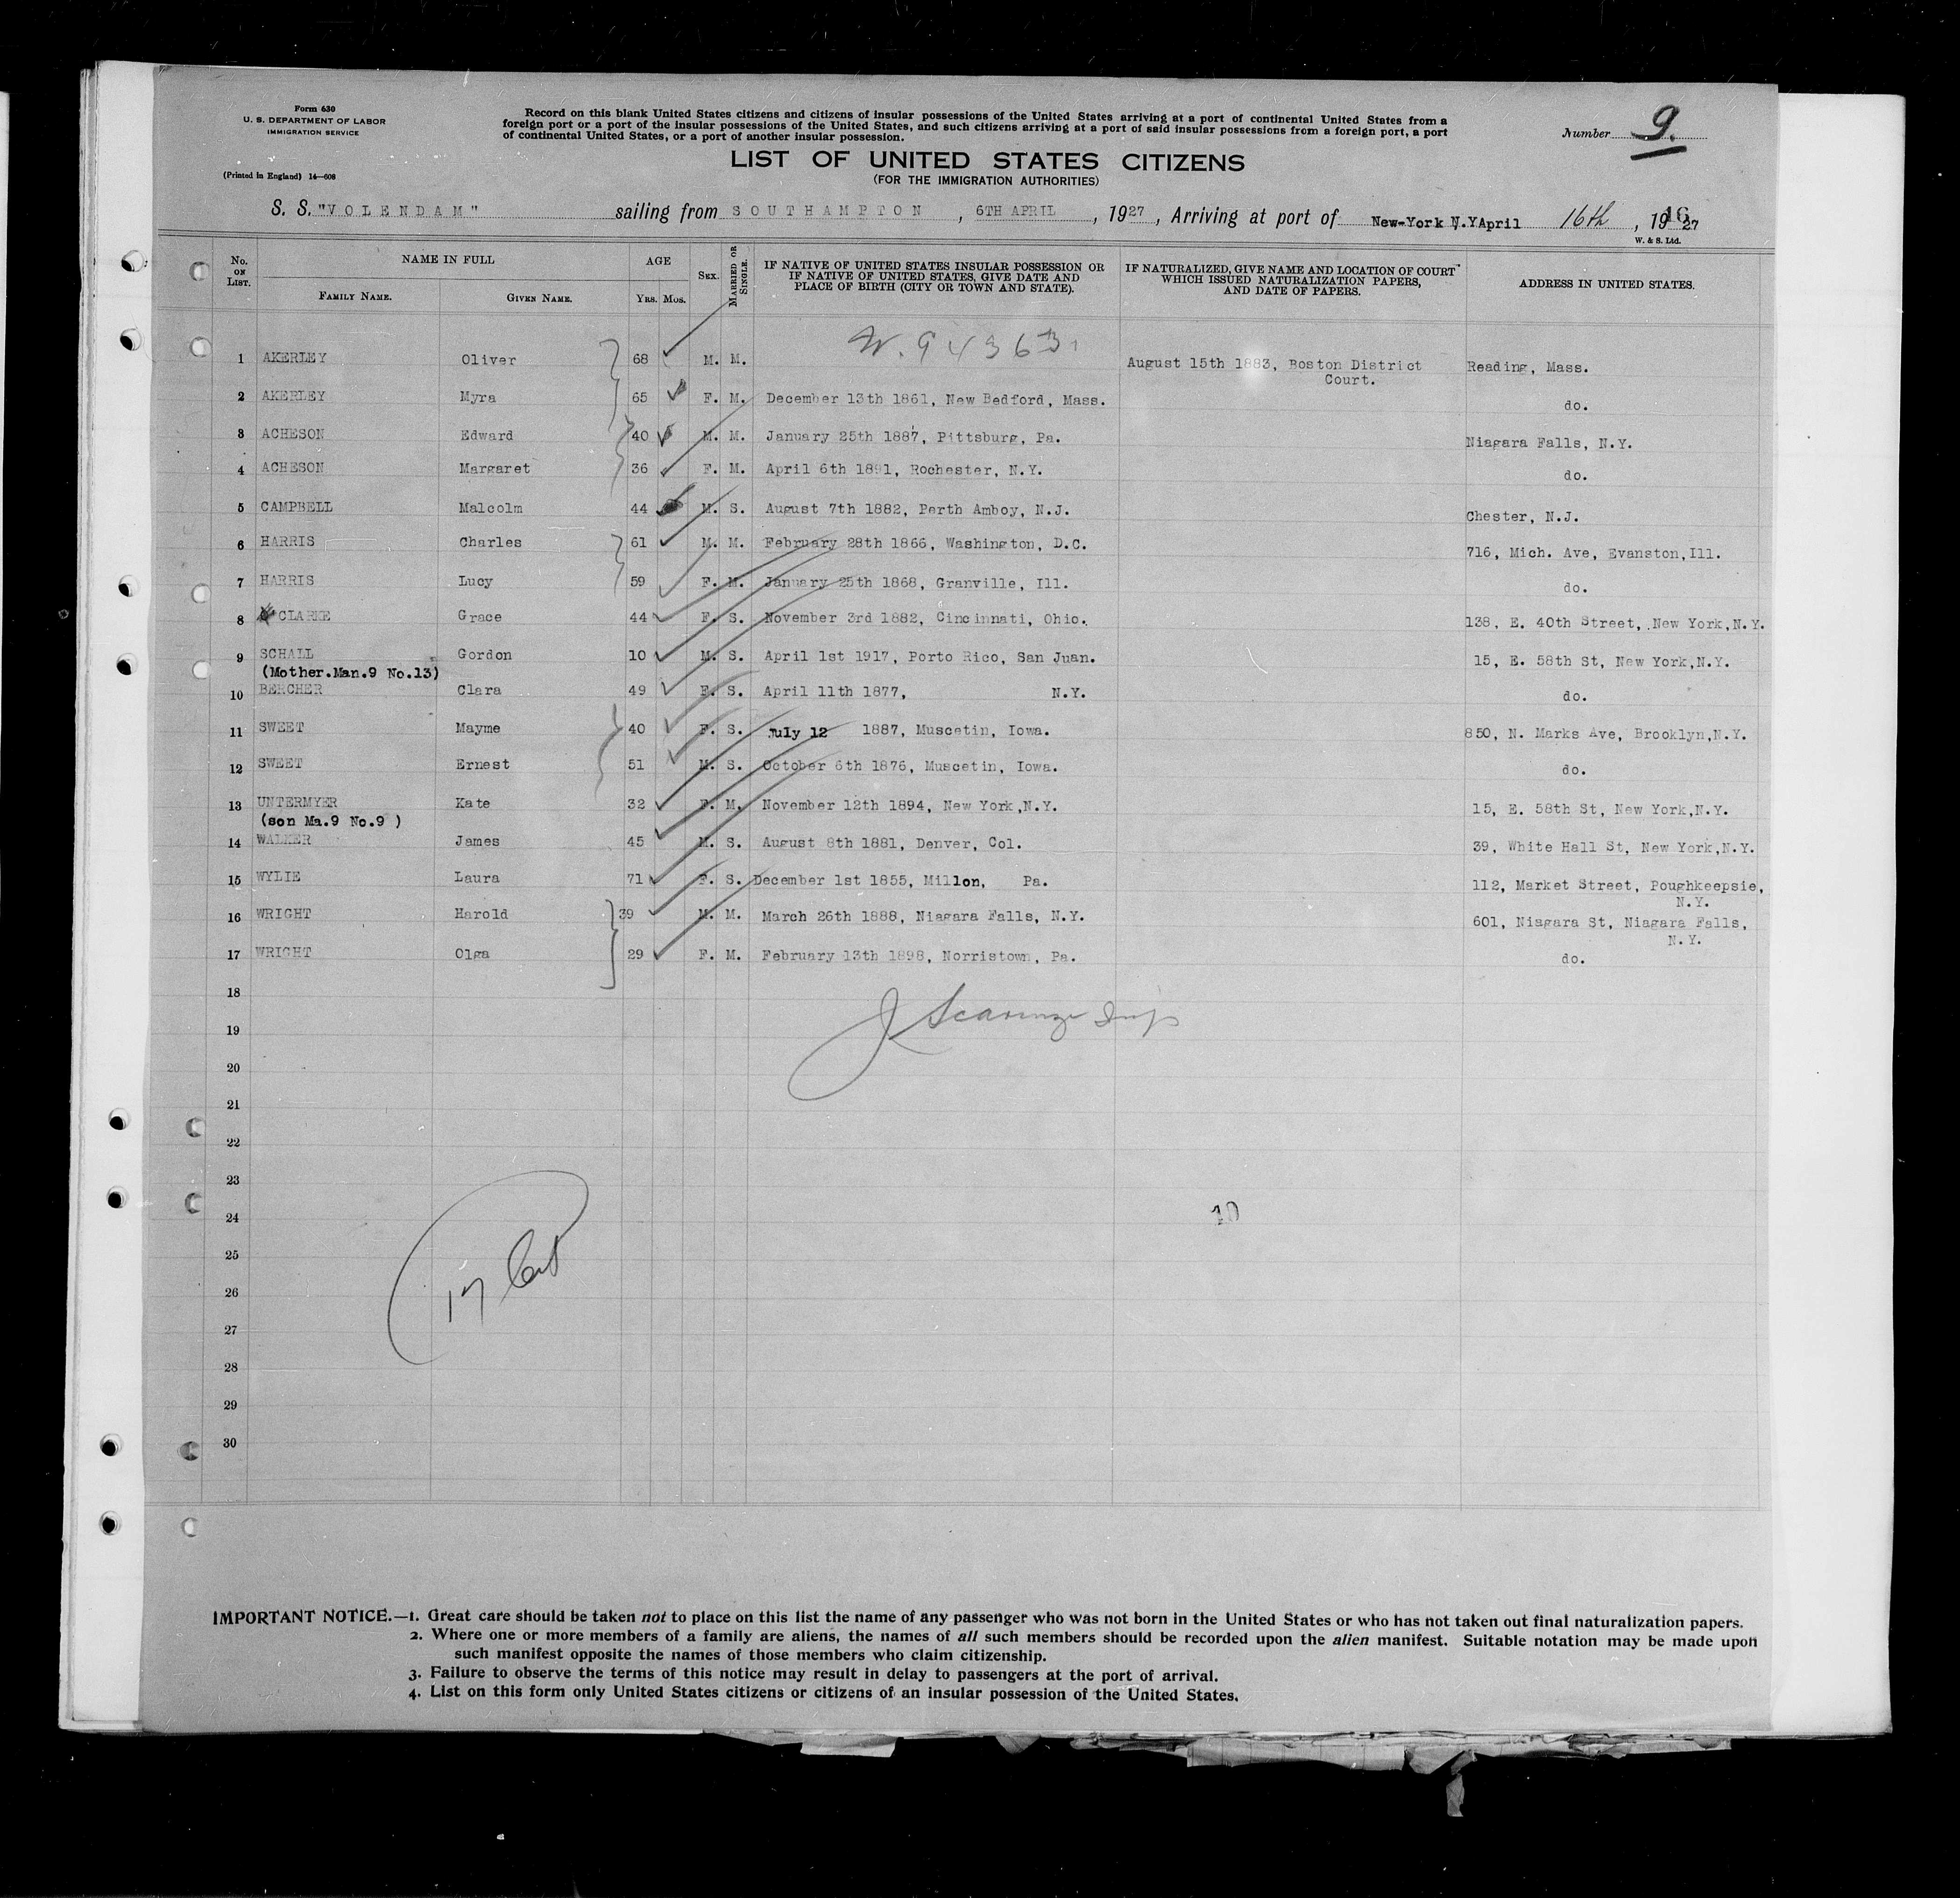 Form 630
U. S. DEPARTMENT OF LABOR
IMMIGRATION SERVICE
(Printed in England) 14—608
Record on this blank United States citizens and citizens of insular possessions of the United States arriving at a port of continental United States from a
foreign port or a port of the insular possessions of the United States, and such citizens arriving at a port of said insular possessions from a foreign port, a port
of continental United States, or a port of another insular possession.
Number 9.
LIST OF UNITED STATES CITIZENS
(FOR THE IMMIGRATION AUTHORITIES)
S. S. "VOLENDAM" sailing from SOUTHAMPTON, 6TH APRIL, 1927, Arriving at port of New-York N.Y April 16th, 1927
16
W. & S. Ltd.
No. ON LIST. NAME IN FULL AGE SEX. MARRIED OR SINGLE. IF NATIVE OF UNITED STATES INSULAR POSSESSION OR IF NATIVE OF UNITED STATES, GIVE DATE AND PLACE OF BIRTH (CITY OR TOWN AND STATE). IF NATURALIZED, GIVE NAME AND LOCATION OF COURT WHICH ISSUED NATURALIZATION PAPERS, AND DATE OF PAPERS. ADDRESS IN UNITED STATES.
FAMILY NAME. GIVEN NAME. YRS. MOS.
W. 943631
1 AKERLEY Oliver 68 M. M. August 15th 1883, Boston District Court. Reading, Mass.
2 AKERLEY Myra 65 F. M. December 13th 1861, New Bedford, Mass. do.
3 ACHESON Edward 40 M. M. January 25th 1887, Pittsburg, Pa. Niagara Falls, N.Y.
4 ACHESON Margaret 36 F. M. April 6th 1891, Rochester, N.Y. do.
5 CAMPBELL Malcolm 44 M. S. August 7th 1882, Perth Amboy, N.J. Chester, N.J.
6 HARRIS Charles 61 M. M. February 28th 1866, Washington, D.C. 716, Mich. Ave, Evanston, Ill.
7 HARRIS Lucy 59 F. M. January 25th 1868, Granville, Ill. do.
8 CLARKE Grace 44 F. S. November 3rd 1882, Cincinnati, Ohio. 138, E. 40th Street, New York, N.Y.
9 SCHALL Gordon 10 M. S. April 1st 1917, Porto Rico, San Juan. 15, E. 58th St, New York, N.Y.
(Mother.Man.9 No.13)
10 BERCHER Clara 49 F. S. April 11th 1877, N.Y. do.
11 SWEET Mayme 40 F. S. July 12 1887, Muscetin, Iowa. 850, N. Marks Ave, Brooklyn, N.Y.
12 SWEET Ernest 51 M. S. October 6th 1876, Muscetin, Iowa. do.
13 UNTERMYER Kate 32 F. M. November 12th 1894, New York, N.Y. 15, E. 58th St, New York, N.Y.
(son Ma.9 No.9 )
14 WALKER James 45 M. S. August 8th 1881, Denver, Col. 39, White Hall St, New York, N.Y.
15 WYLIE Laura 71 F. S. December 1st 1855, Millon, Pa. 112, Market Street, Poughkeepsie, N.Y.
16 WRIGHT Harold 39 M. M. March 26th 1888, Niagara Falls, N.Y. 601, Niagara St, Niagara Falls, N.Y.
17 WRIGHT Olga 29 F. M. February 13th 1898, Norristown, Pa. do.
18
19
20
21
22
23
24
25
26
27
28
29
30
10
17
IMPORTANT NOTICE.—1. Great care should be taken not to place on this list the name of any passenger who was not born in the United States or who has not taken out final naturalization papers.
2. Where one or more members of a family are aliens, the names of all such members should be recorded upon the alien manifest. Suitable notation may be made upon
such manifest opposite the names of those members who claim citizenship.
3. Failure to observe the terms of this notice may result in delay to passengers at the port of arrival.
4. List on this form only United States citizens or citizens of an insular possession of the United States.